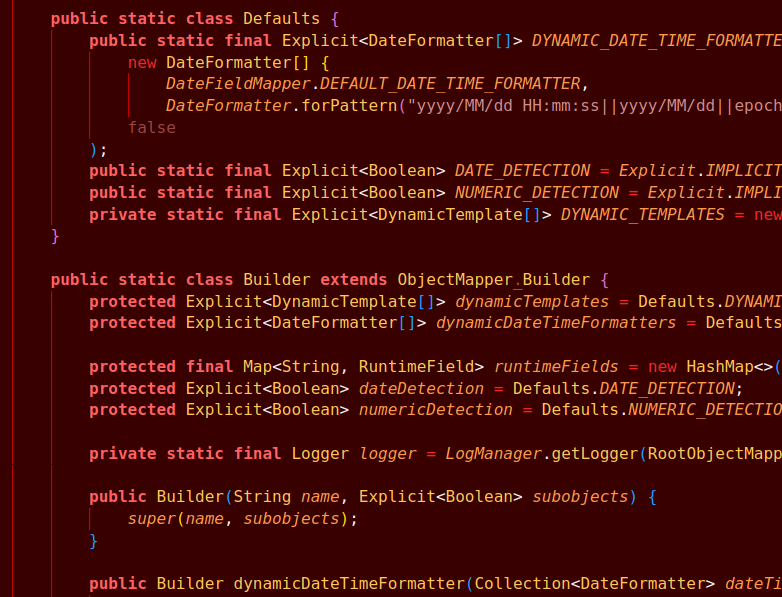 public static class Defaults {
public static final Explicit<DateFormatter[]> DYNAMIC_DATE_TIME_FORMATTE
new DateFormatter[] {
DateFieldMapper.DEFAULT_DATE_TIME_FORMATTER,
DateFormatter.forPattern("yyyy/MM/dd HH:mm:ss||yyyy/MM/dd||epoch
false
);
public static final Explicit<Boolean> DATE_DETECTION = Explicit.IMPLICIT
public static final Explicit<Boolean> NUMERIC_DETECTION = Explicit.IMPLI
private static final Explicit<DynamicTemplate[]> DYNAMIC_TEMPLATES = new
}
public static class Builder extends ObjectMapper.Builder {
protected Explicit<DynamicTemplate[]> dynamicTemplates = Defaults.DYNAMI
protected Explicit<DateFormatter[]> dynamicDateTimeFormatters = Defaults
protected final Map<String, RuntimeField> runtimeFields = new HashMap<>(
protected Explicit<Boolean> dateDetection = Defaults.DATE_DETECTION;
protected Explicit<Boolean> numericDetection = Defaults.NUMERIC_DETECTIO
private static final Logger logger = LogManager.getLogger(RootObjectMapp
public Builder(String name, Explicit<Boolean> subobjects) {
super(name, subobjects);
}
public Builder dynamicDateTimeFormatter(Collection<DateFormatter> dateTi